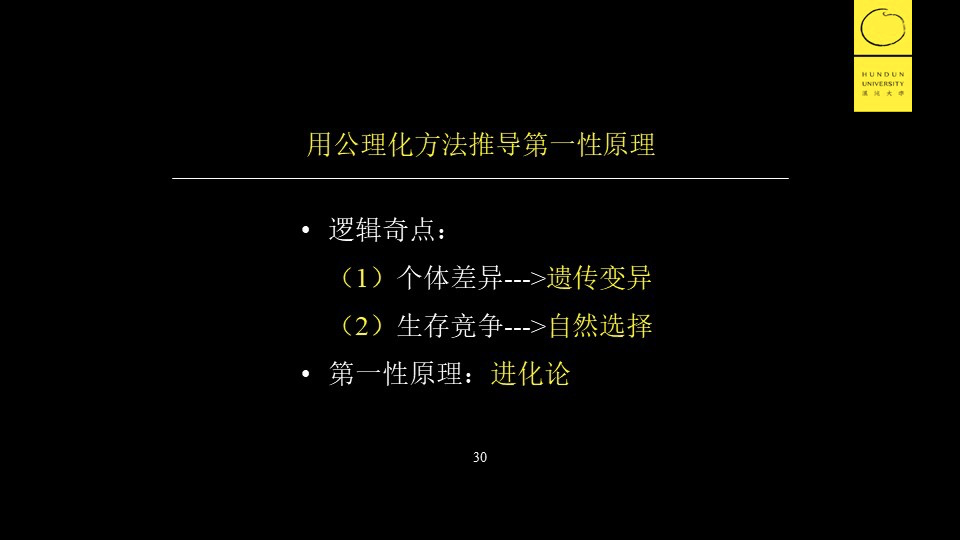 HUNDUN
UNIVERSITY
混沌大学
用公理化方法推导第一性原理
• 逻辑奇点：
（1）个体差异--->遗传变异
（2）生存竞争--->自然选择
• 第一性原理：进化论
30